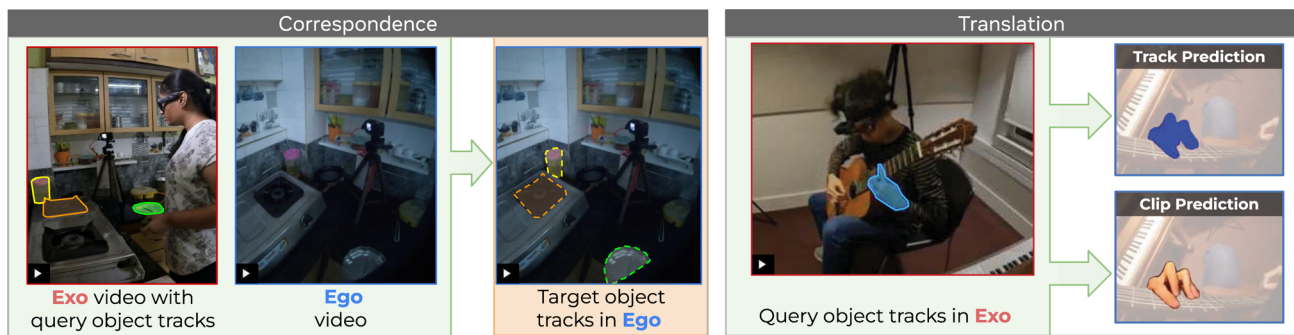 Correspondence
Exo video with
query object tracks
Ego
video
Target object
tracks in Ego
Translation
Query object tracks in Exo
Track Prediction
Clip Prediction